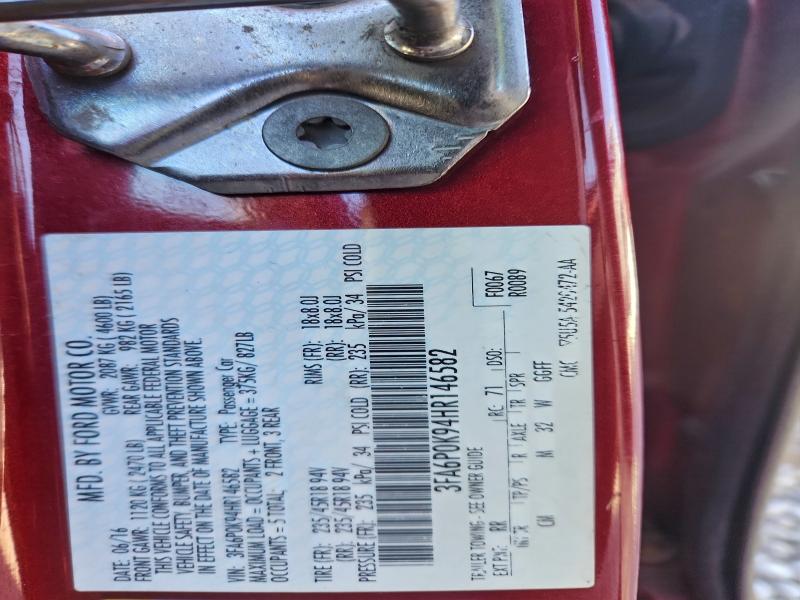 MFD. BY FORD MOTOR CO.
DATE: 06/16 GVWR: 2087 KG ( 4600 LB)
FRONT GAWR: 1120 KG ( 2470 LB) REAR GAWR: 982 KG ( 2165 LB)
THIS VEHICLE CONFORMS TO ALL APPLICABLE FEDERAL MOTOR
VEHICLE SAFETY, BUMPER, AND THEFT PREVENTION STANDARDS
IN EFFECT ON THE DATE OF MANUFACTURE SHOWN ABOVE.
VIN: 3FA6P0K94HR146582 TYPE: Passenger Car
MAXIMUM LOAD = OCCUPANTS + LUGGAGE = 375KG/ 827LB
OCCUPANTS = 5 TOTAL; 2 FRONT, 3 REAR
TIRE (FR): 235/45R18 94V RIMS (FR): 18x8.0J
(RR): 235/45R18 94V (RR): 18x8.0J
PRESSURE (FR): 235 kPa/ 34 PSI COLD (RR): 235 kPa/ 34 PSI COLD
3FA6P0K94HR146582
TRAILER TOWING - SEE OWNER GUIDE F0067
EXT PNT: RR RC: 71 DSO: R0089
INT TR TP/PS R AXLE TR SPR
CH M 32 W GGFF